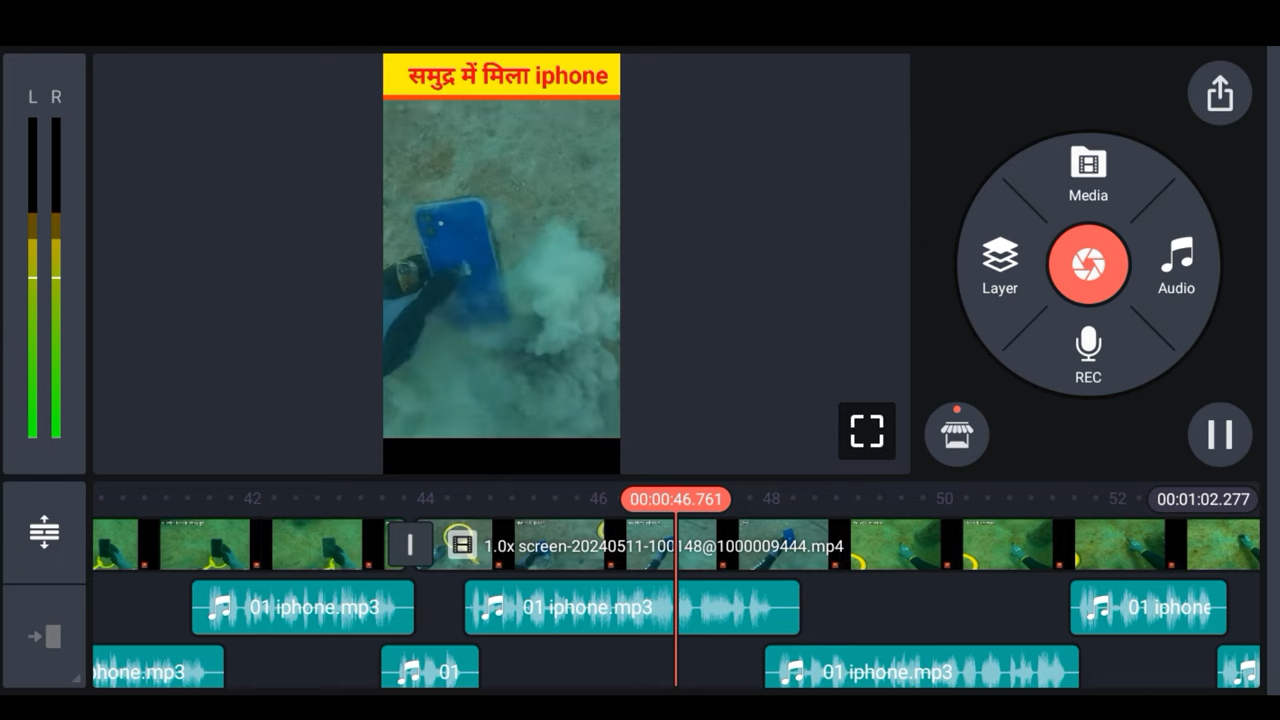 L R
समुद्र में मिला iphone
Media
Layer
Audio
REC
42 44 46 00:00:46.761 48 50 52 00:01:02.277
1.0x screen-20240511-100148@1000009444.mp4
01 iphone.mp3 01 iphone.mp3 01 iphone
phone.mp3 01 01 iphone.mp3